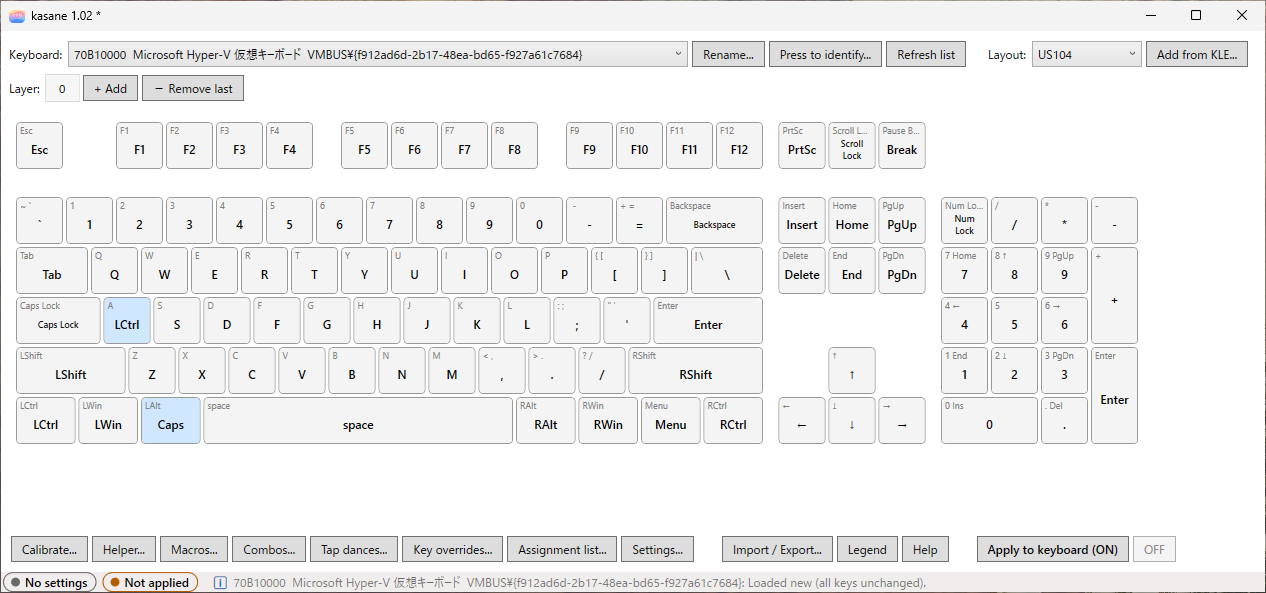 kasane 1.02 *
Keyboard: 70B10000 Microsoft Hyper-V 仮想キーボード VMBUS¥{f912ad6d-2b17-48ea-bd65-f927a61c7684} Rename... Press to identify... Refresh list Layout: US104 Add from KLE...
Layer: 0 + Add − Remove last
Esc F1 F2 F3 F4 F5 F6 F7 F8 F9 F10 F11 F12 PrtSc Scroll L... Pause B...
Esc F1 F2 F3 F4 F5 F6 F7 F8 F9 F10 F11 F12 PrtSc Scroll Lock Break
~ ` 1 2 3 4 5 6 7 8 9 0 - + = Backspace Insert Home PgUp Num Lo... / * -
` 1 2 3 4 5 6 7 8 9 0 - = Backspace Insert Home PgUp Num Lock / * -
Tab Q W E R T Y U I O P { [ } ] | \ Delete End PgDn 7 Home 8 ↑ 9 PgUp +
Tab Q W E R T Y U I O P [ ] \ Delete End PgDn 7 8 9 +
Caps Lock A S D F G H J K L : ; " ' Enter 4 ← 5 6 →
Caps Lock LCtrl S D F G H J K L ; ' Enter 4 5 6
LShift Z X C V B N M < , > . ? / RShift ↑ 1 End 2 ↓ 3 PgDn Enter
LShift Z X C V B N M , . / RShift ↑ 1 2 3 Enter
LCtrl LWin LAlt space RAlt RWin Menu RCtrl ← ↓ → 0 Ins . Del
LCtrl LWin Caps space RAlt RWin Menu RCtrl ← ↓ → 0 .
Calibrate... Helper... Macros... Combos... Tap dances... Key overrides... Assignment list... Settings... Import / Export... Legend Help Apply to keyboard (ON) OFF
No settings Not applied 70B10000 Microsoft Hyper-V 仮想キーボード VMBUS¥{f912ad6d-2b17-48ea-bd65-f927a61c7684}: Loaded new (all keys unchanged).